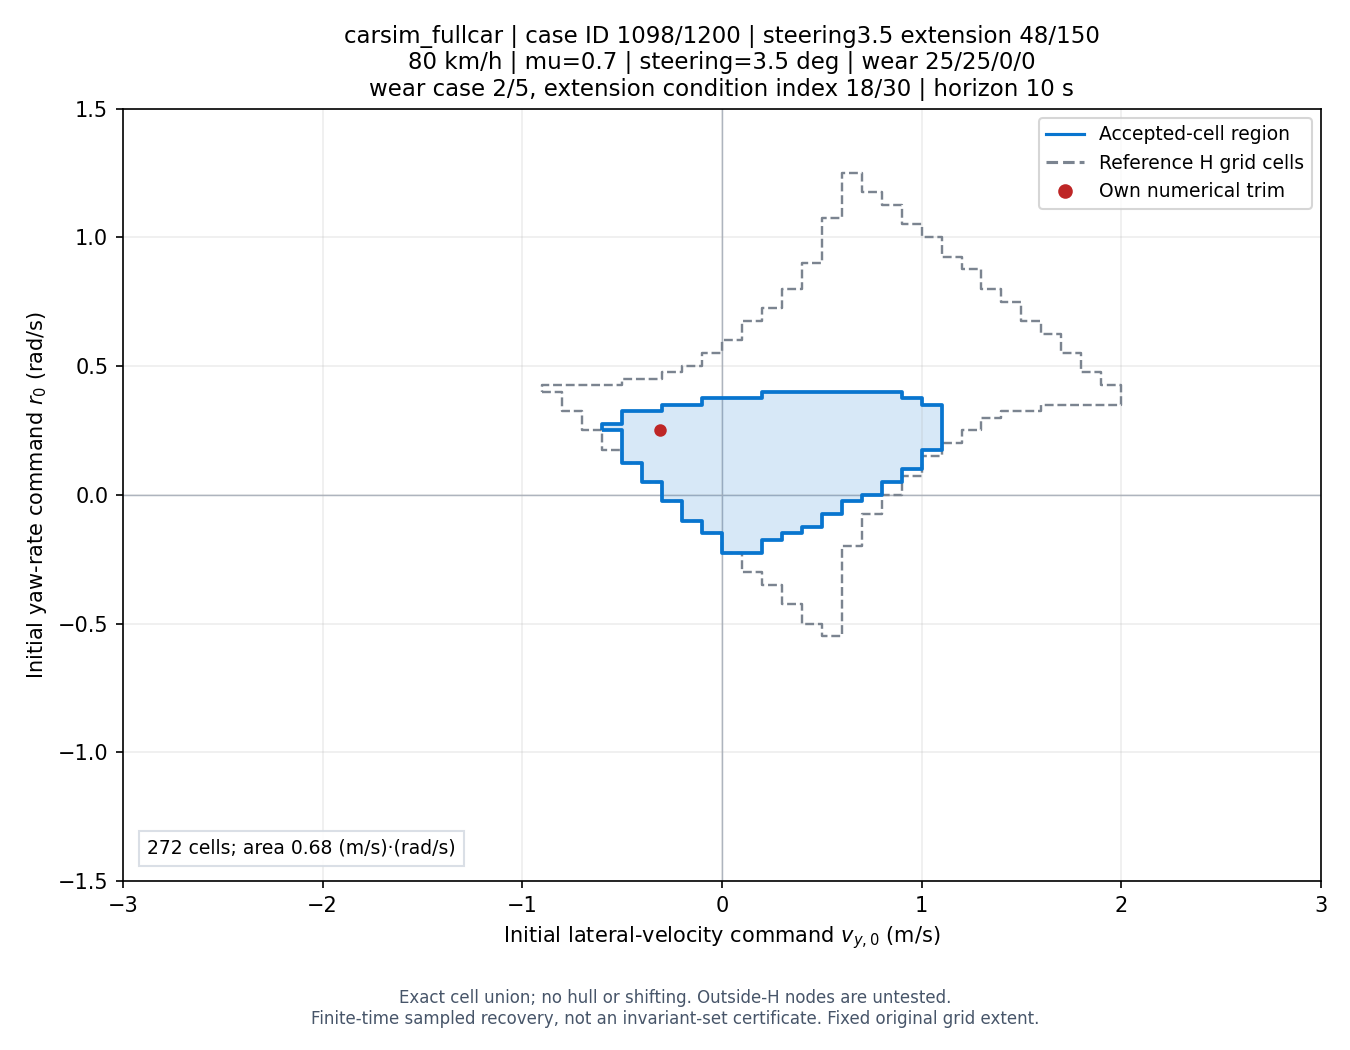 carsim_fullcar | case ID 1098/1200 | steering3.5 extension 48/150
80 km/h | mu=0.7 | steering=3.5 deg | wear 25/25/0/0
wear case 2/5, extension condition index 18/30 | horizon 10 s
Accepted-cell region
Reference H grid cells
Own numerical trim
1.5
1.0
0.5
0.0
−0.5
−1.0
−1.5
Initial yaw-rate command r₀ (rad/s)
272 cells; area 0.68 (m/s)·(rad/s)
−3
−2
−1
0
1
2
3
Initial lateral-velocity command v_{y,0} (m/s)
Exact cell union; no hull or shifting. Outside-H nodes are untested.
Finite-time sampled recovery, not an invariant-set certificate. Fixed original grid extent.